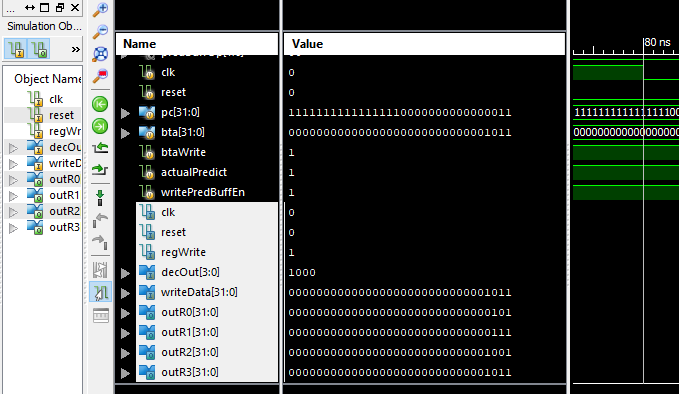 ... ↔ □ 🗗 ×
Simulation Ob...
»
Object Name
clk
reset
regWr
decOu
writeD
outR0
outR1
outR2
outR3
Name Value
80 ns
clk 0
reset 0
pc[31:0] 11111111111111110000000000000011
bta[31:0] 00000000000000000000000000001011
btaWrite 1
actualPredict 1
writePredBuffEn 1
clk 0
reset 0
regWrite 1
decOut[3:0] 1000
writeData[31:0] 00000000000000000000000000001011
outR0[31:0] 00000000000000000000000000000101
outR1[31:0] 00000000000000000000000000000111
outR2[31:0] 00000000000000000000000000001001
outR3[31:0] 00000000000000000000000000001011